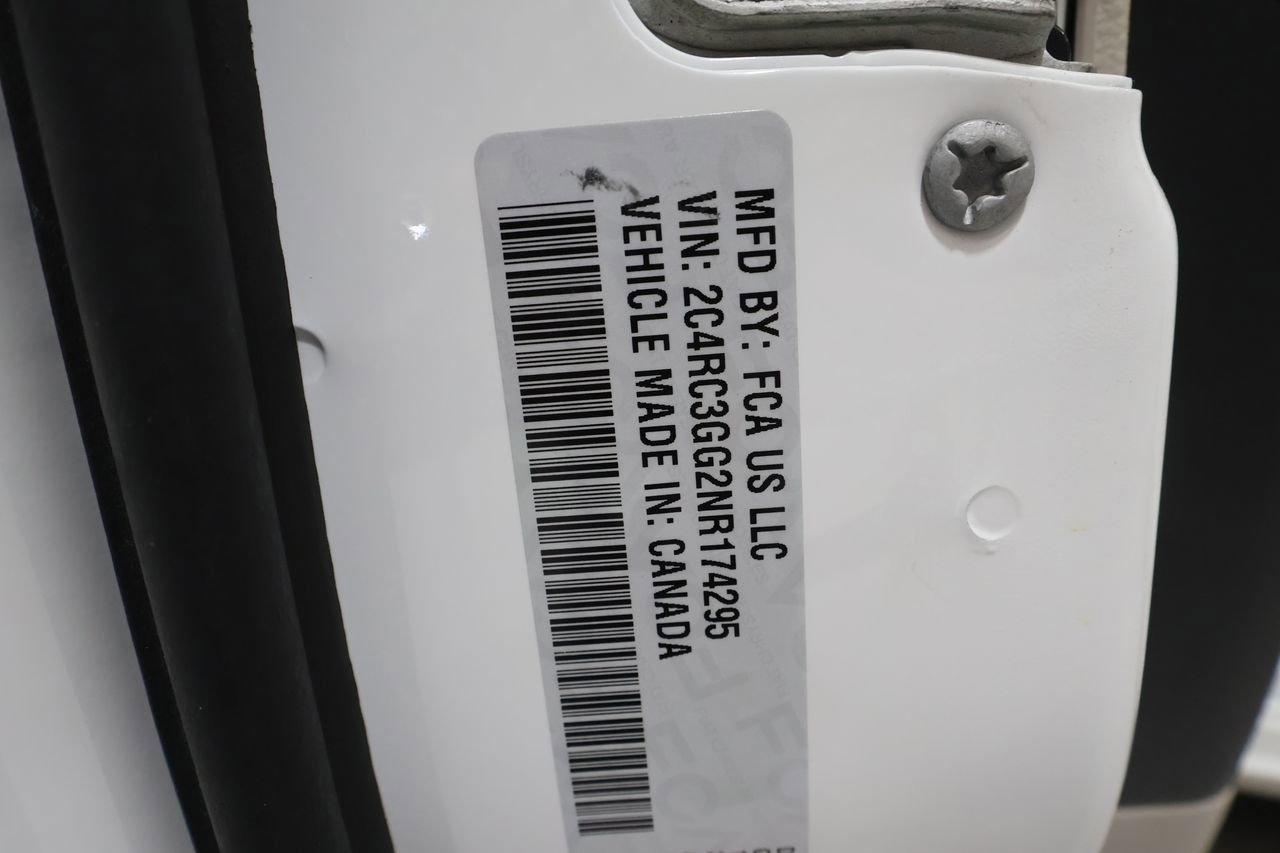 MFD BY: FCA US LLC
VIN: 2C4RC3GG2NR174295
VEHICLE MADE IN: CANADA